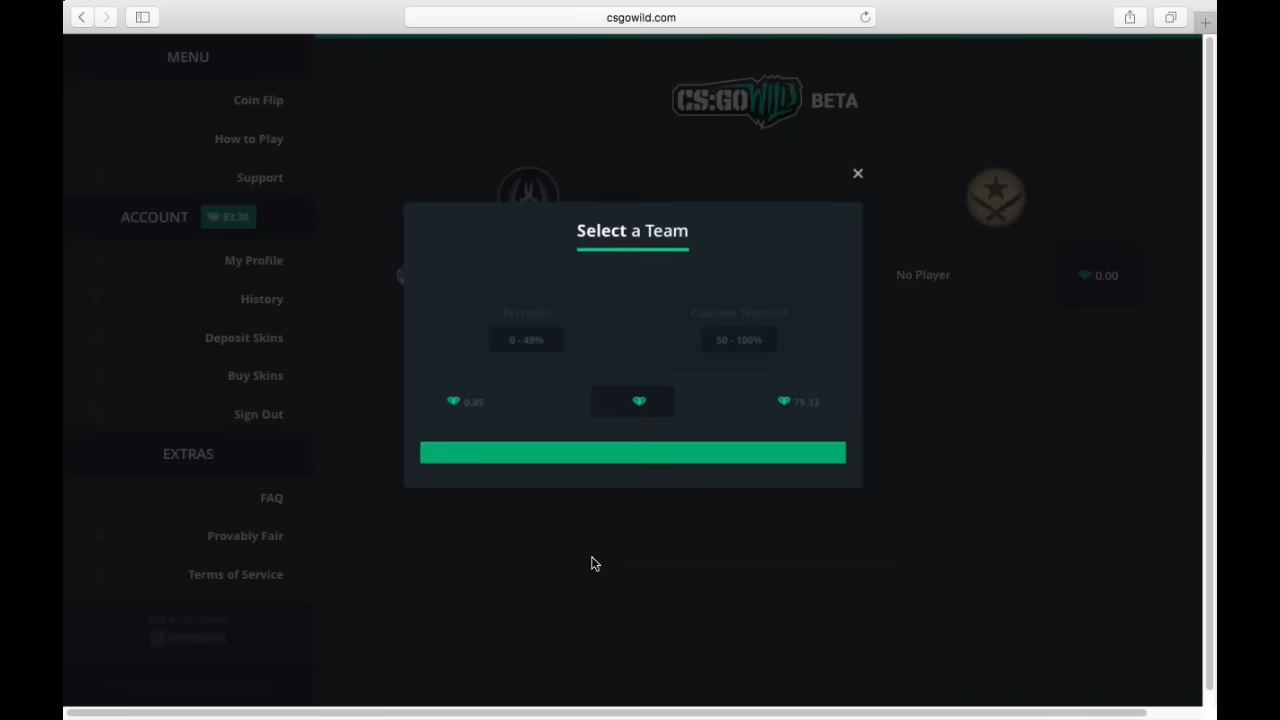 csgowild.com
MENU
Coin Flip
How to Play
Support
ACCOUNT 83.30
My Profile
History
Deposit Skins
Buy Skins
Sign Out
EXTRAS
FAQ
Provably Fair
Terms of Service
CS:GO WILD BETA
Select a Team
Terrorist
Counter Terrorist
0 - 49%
50 - 100%
0.95
79.13
No Player
0.00